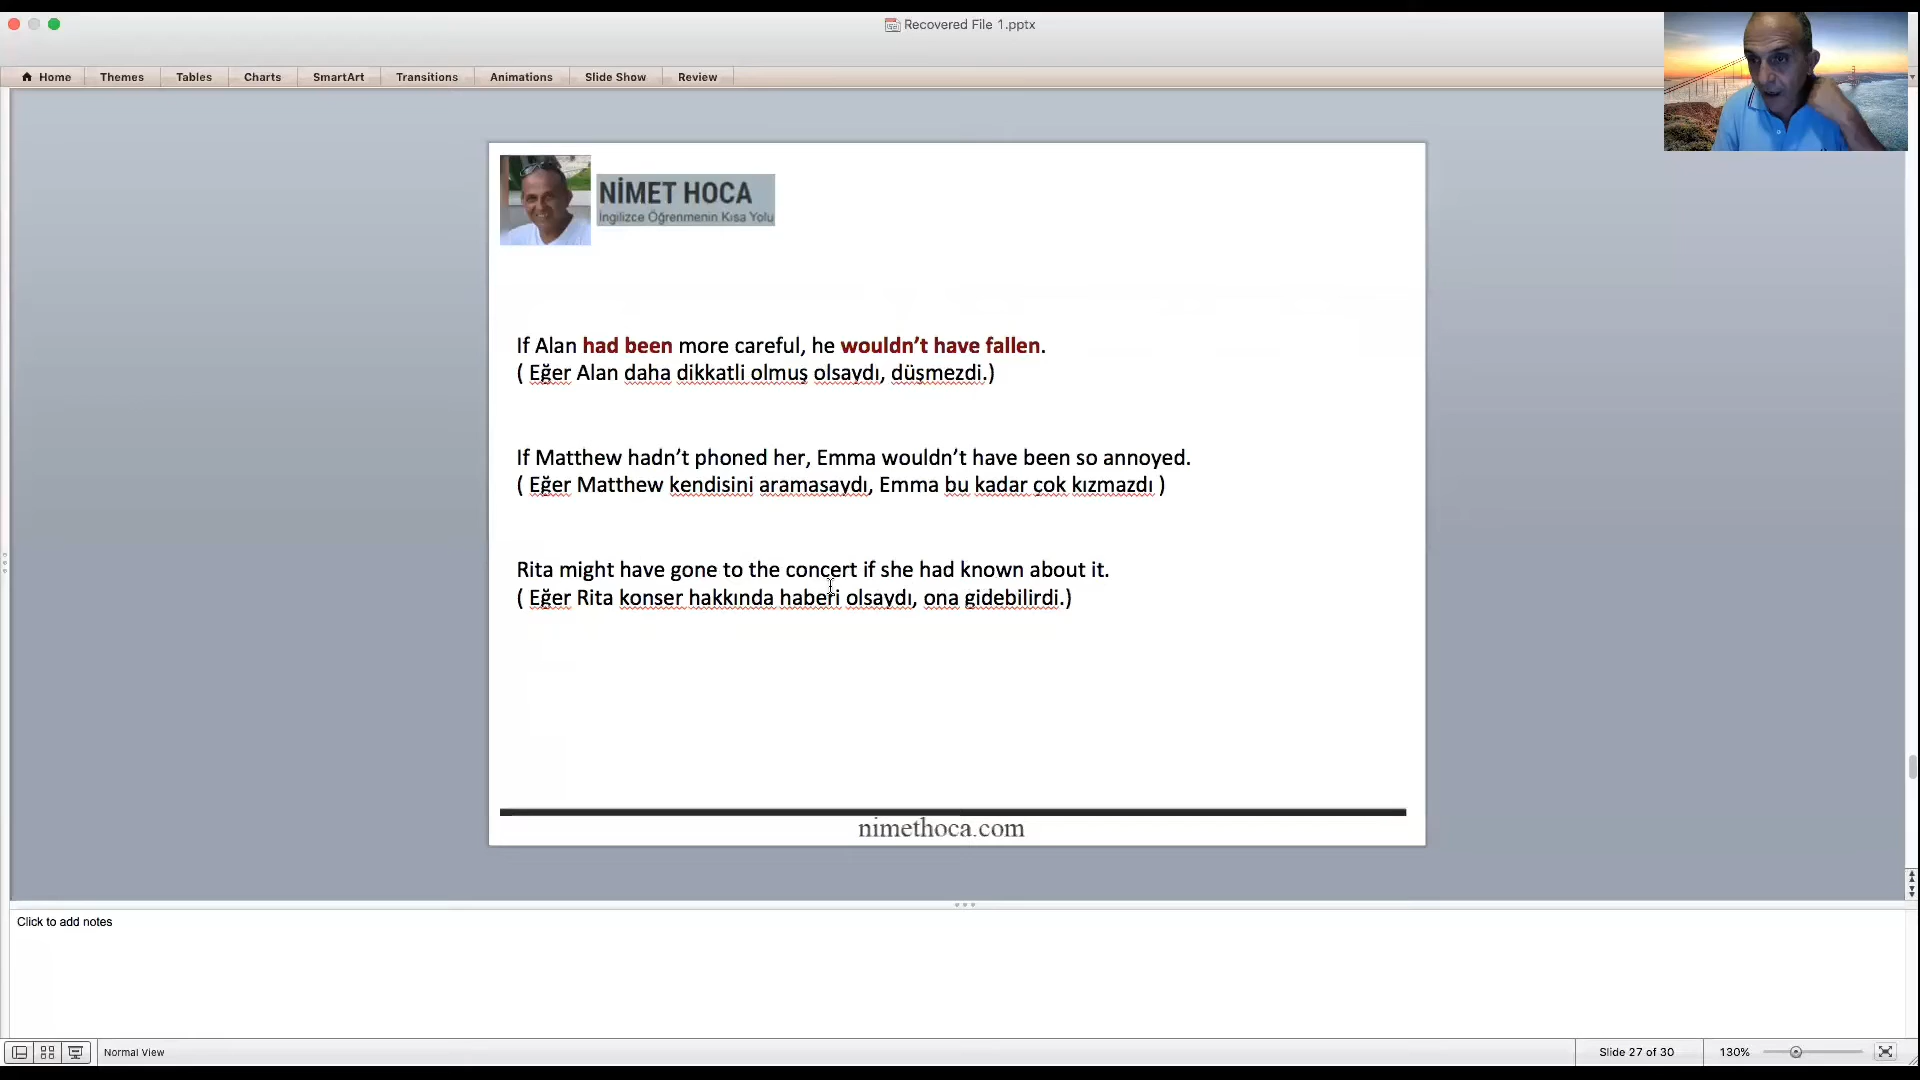 Recovered File 1.pptx
Home Themes Tables Charts SmartArt Transitions Animations Slide Show Review
NİMET HOCA
İngilizce Öğrenmenin Kısa Yolu
If Alan had been more careful, he wouldn’t have fallen.
( Eğer Alan daha dikkatli olmuş olsaydı, düşmezdi.)
If Matthew hadn’t phoned her, Emma wouldn’t have been so annoyed.
( Eğer Matthew kendisini aramasaydı, Emma bu kadar çok kızmazdı )
Rita might have gone to the concert if she had known about it.
( Eğer Rita konser hakkında haberi olsaydı, ona gidebilirdi.)
nimethoca.com
Click to add notes
Normal View Slide 27 of 30 130%